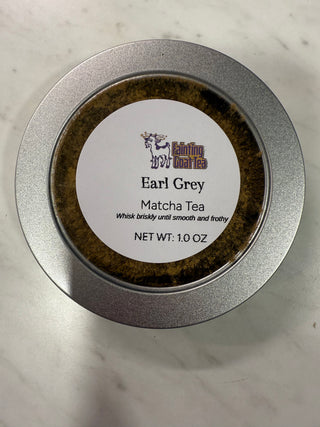 Fainting
Goat Tea
Earl Grey
Matcha Tea
Whisk briskly until smooth and frothy
NET WT: 1.0 OZ